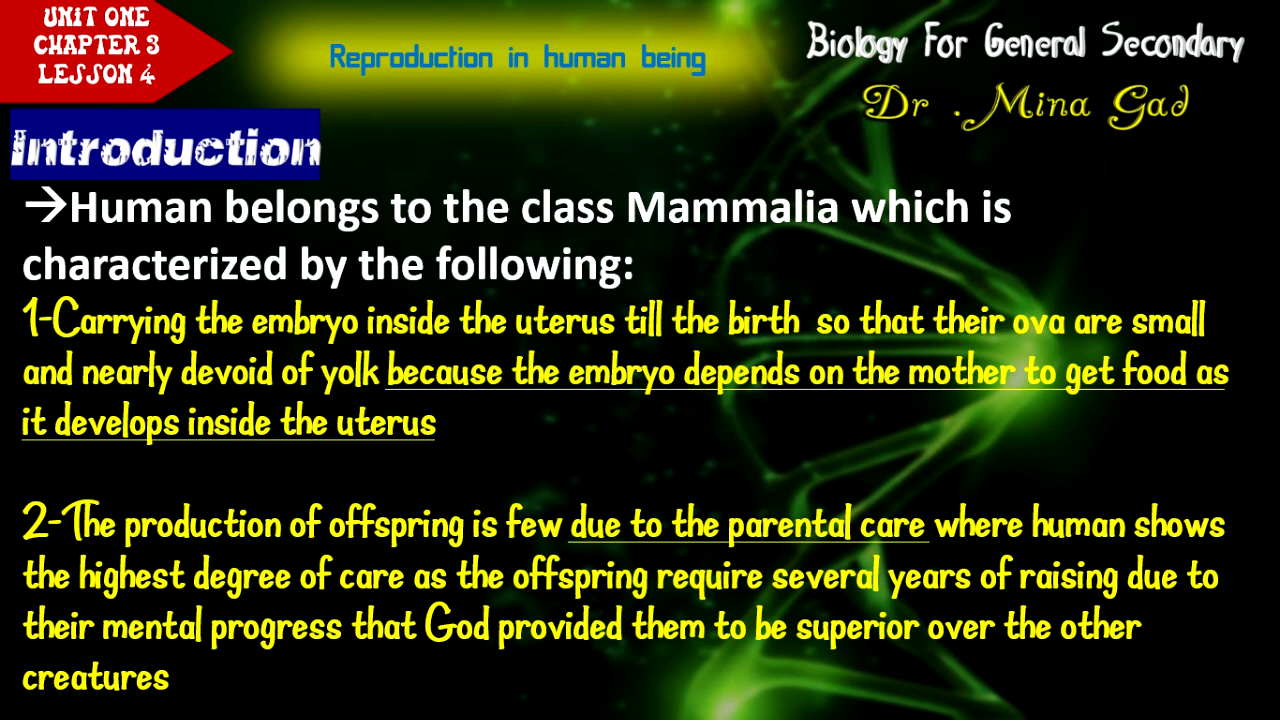 UNIT ONE
CHAPTER 3
LESSON 4
Reproduction in human being
Biology For General Secondary
Dr .Mina Gad
Introduction
→Human belongs to the class Mammalia which is
characterized by the following:
1-Carrying the embryo inside the uterus till the birth so that their ova are small
and nearly devoid of yolk because the embryo depends on the mother to get food as
it develops inside the uterus
2-The production of offspring is few due to the parental care where human shows
the highest degree of care as the offspring require several years of raising due to
their mental progress that God provided them to be superior over the other
creatures